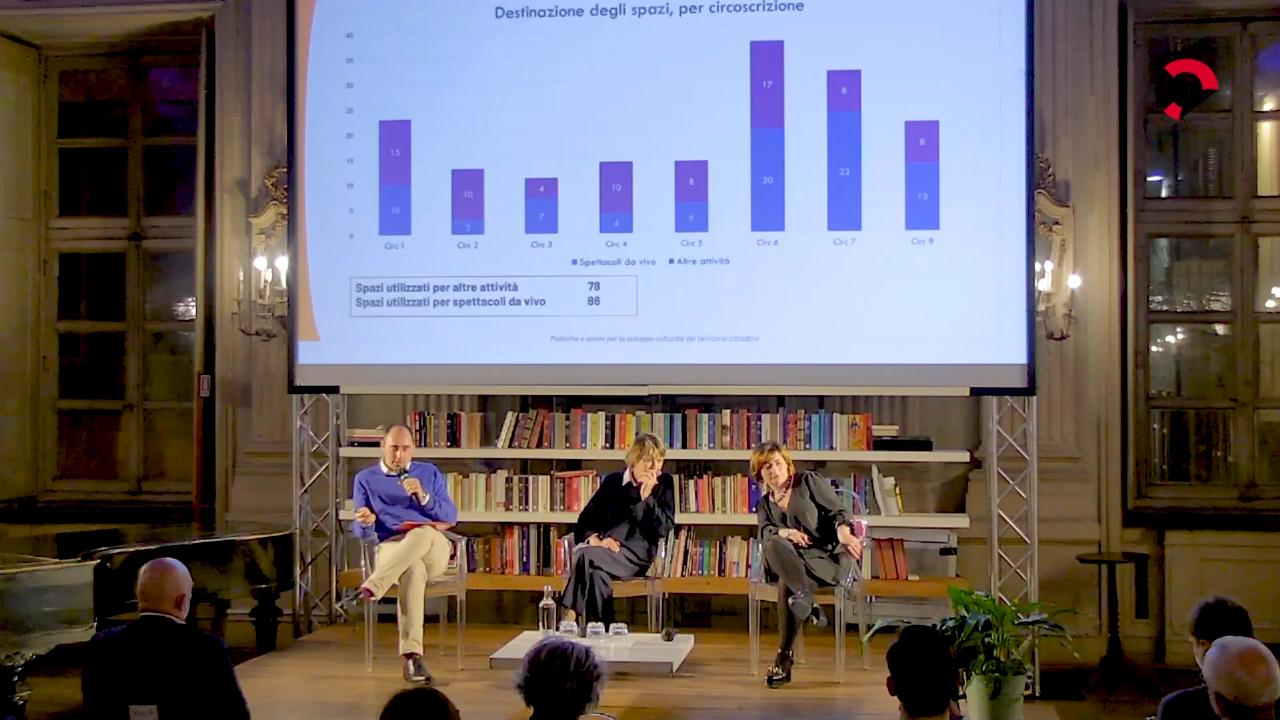 Destinazione degli spazi, per circoscrizione
40
35
30
25
20
15
10
5
0
13 10 4 10 8 17 8 8
10 3 7 4 6 20 23 13
Circ 1 Circ 2 Circ 3 Circ 4 Circ 5 Circ 6 Circ 7 Circ 8
Spettacoli da vivo Altre attività
Spazi utilizzati per altre attività 78
Spazi utilizzati per spettacoli da vivo 86
Politiche e azioni per lo sviluppo culturale del territorio cittadino